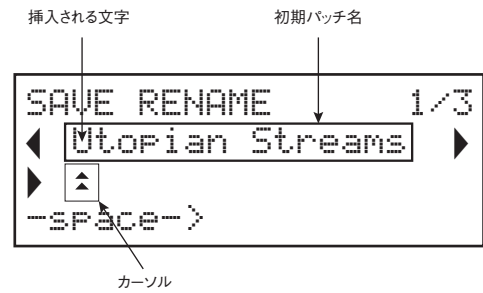 挿入される文字
初期パッチ名
SAVE RENAME 1/3
Utopian Streams
-space->
カーソル